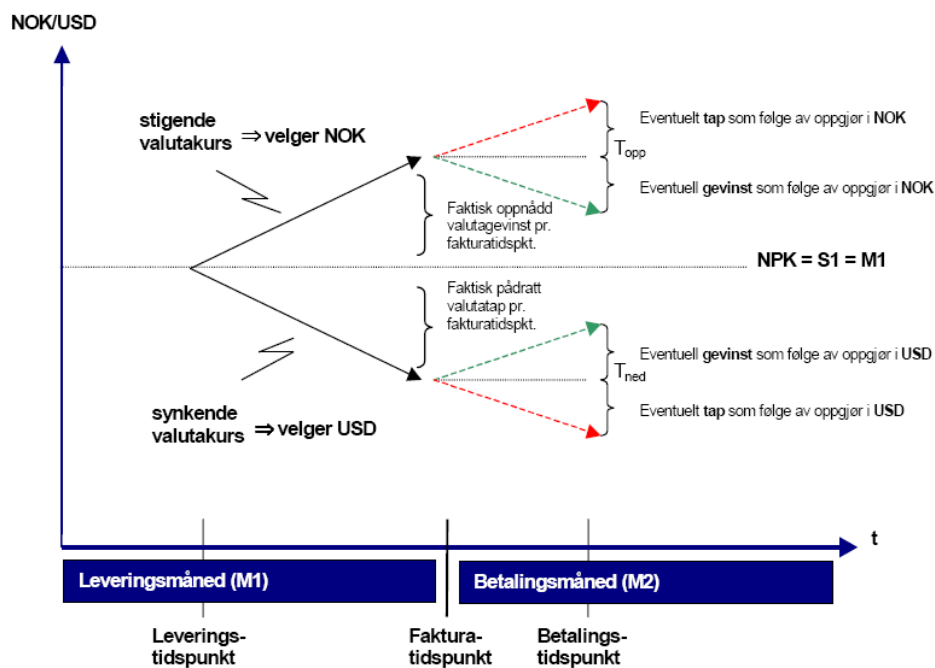 NOK/USD
stigende
valutakurs ⇒ velger NOK
Eventuelt tap som følge av oppgjør i NOK
Topp
Eventuell gevinst som følge av oppgjør i NOK
Faktisk oppnådd
valutagevinst pr.
fakturatidspkt.
NPK = S1 = M1
Faktisk pådratt
valutatap pr.
fakturatidspkt.
Eventuell gevinst som følge av oppgjør i USD
Tned
Eventuelt tap som følge av oppgjør i USD
synkende
valutakurs ⇒ velger USD
t
Leveringsmåned (M1)
Betalingsmåned (M2)
Leverings-
tidspunkt
Faktura-
tidspunkt
Betalings-
tidspunkt